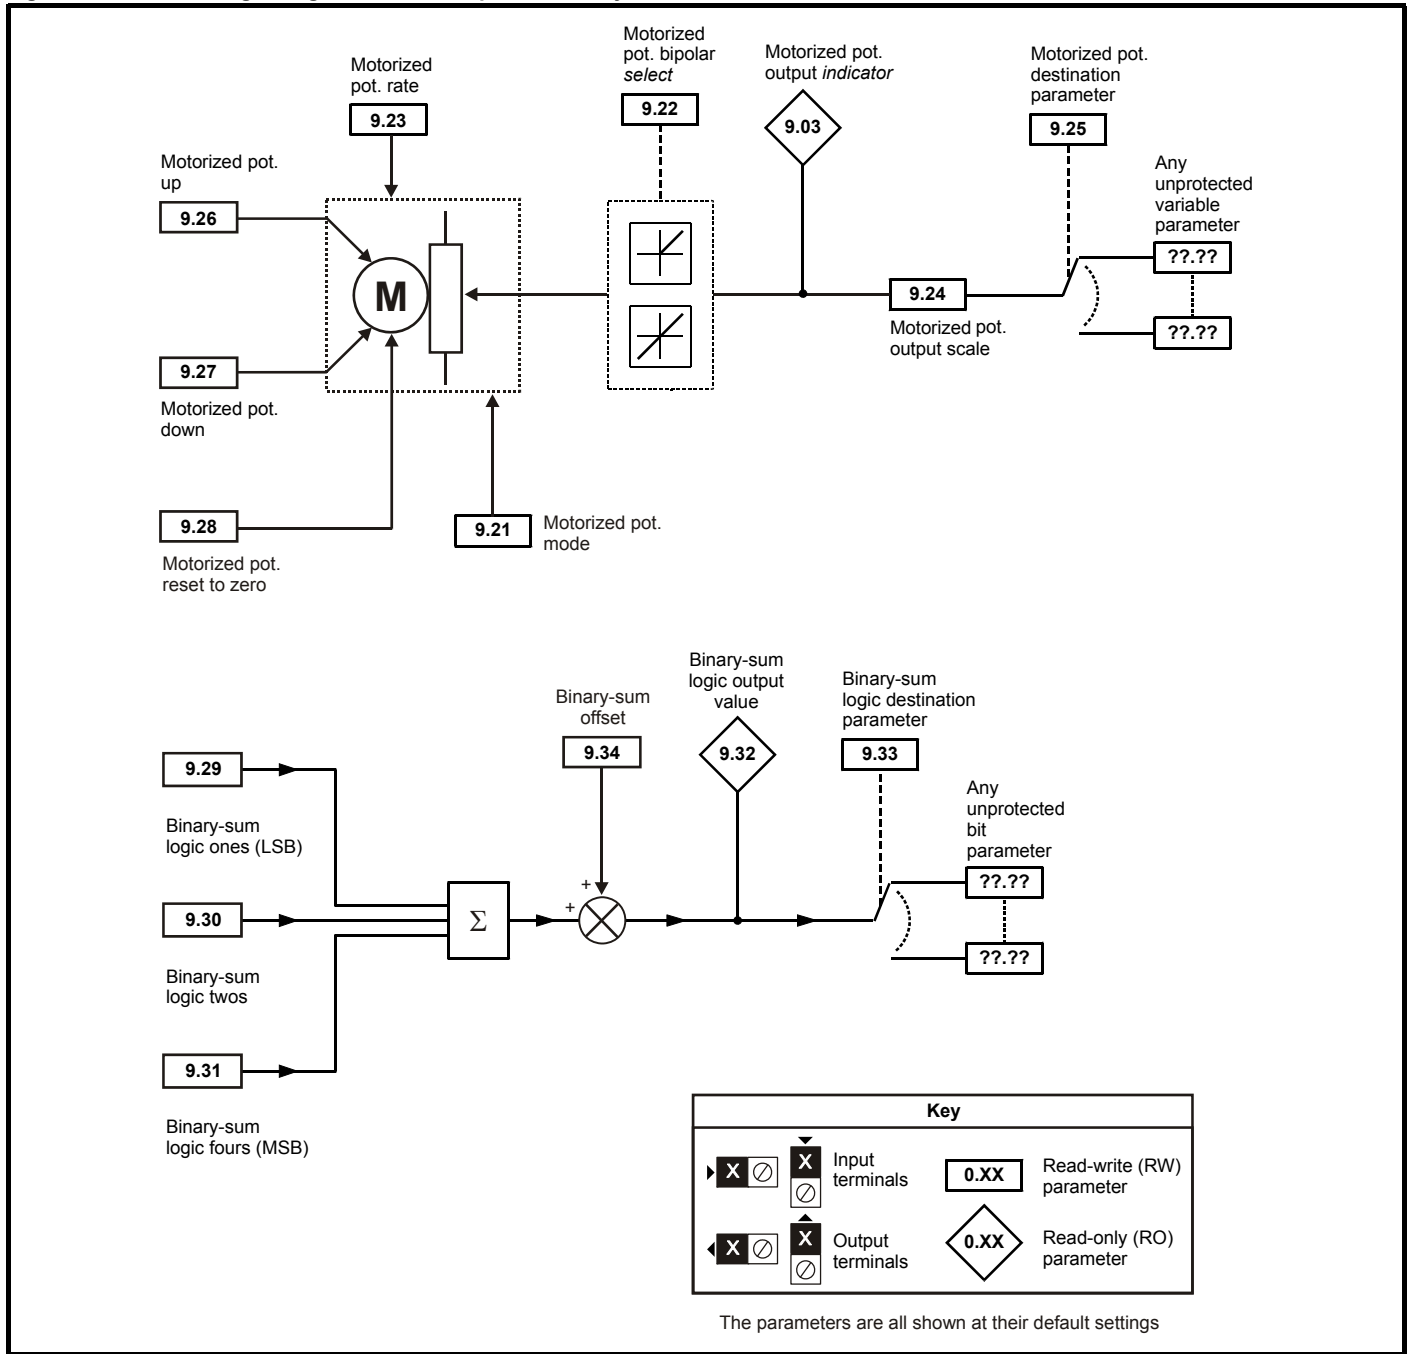 Motorized
pot. rate
9.23
Motorized
pot. bipolar
select
9.22
Motorized pot.
output indicator
9.03
Motorized pot.
destination
parameter
9.25
Any
unprotected
variable
parameter
??.??
??.??
Motorized pot.
up
9.26
M
9.24
Motorized pot.
output scale
9.27
Motorized pot.
down
9.28
Motorized pot.
reset to zero
9.21
Motorized pot.
mode
Binary-sum
offset
9.34
Binary-sum
logic output
value
9.32
Binary-sum
logic destination
parameter
9.33
Any
unprotected
bit
parameter
??.??
??.??
9.29
Binary-sum
logic ones (LSB)
9.30
Σ
+
+
Binary-sum
logic twos
9.31
Binary-sum
logic fours (MSB)
Key
X
X
Input
terminals
0.XX
Read-write (RW)
parameter
X
X
Output
terminals
0.XX
Read-only (RO)
parameter
The parameters are all shown at their default settings